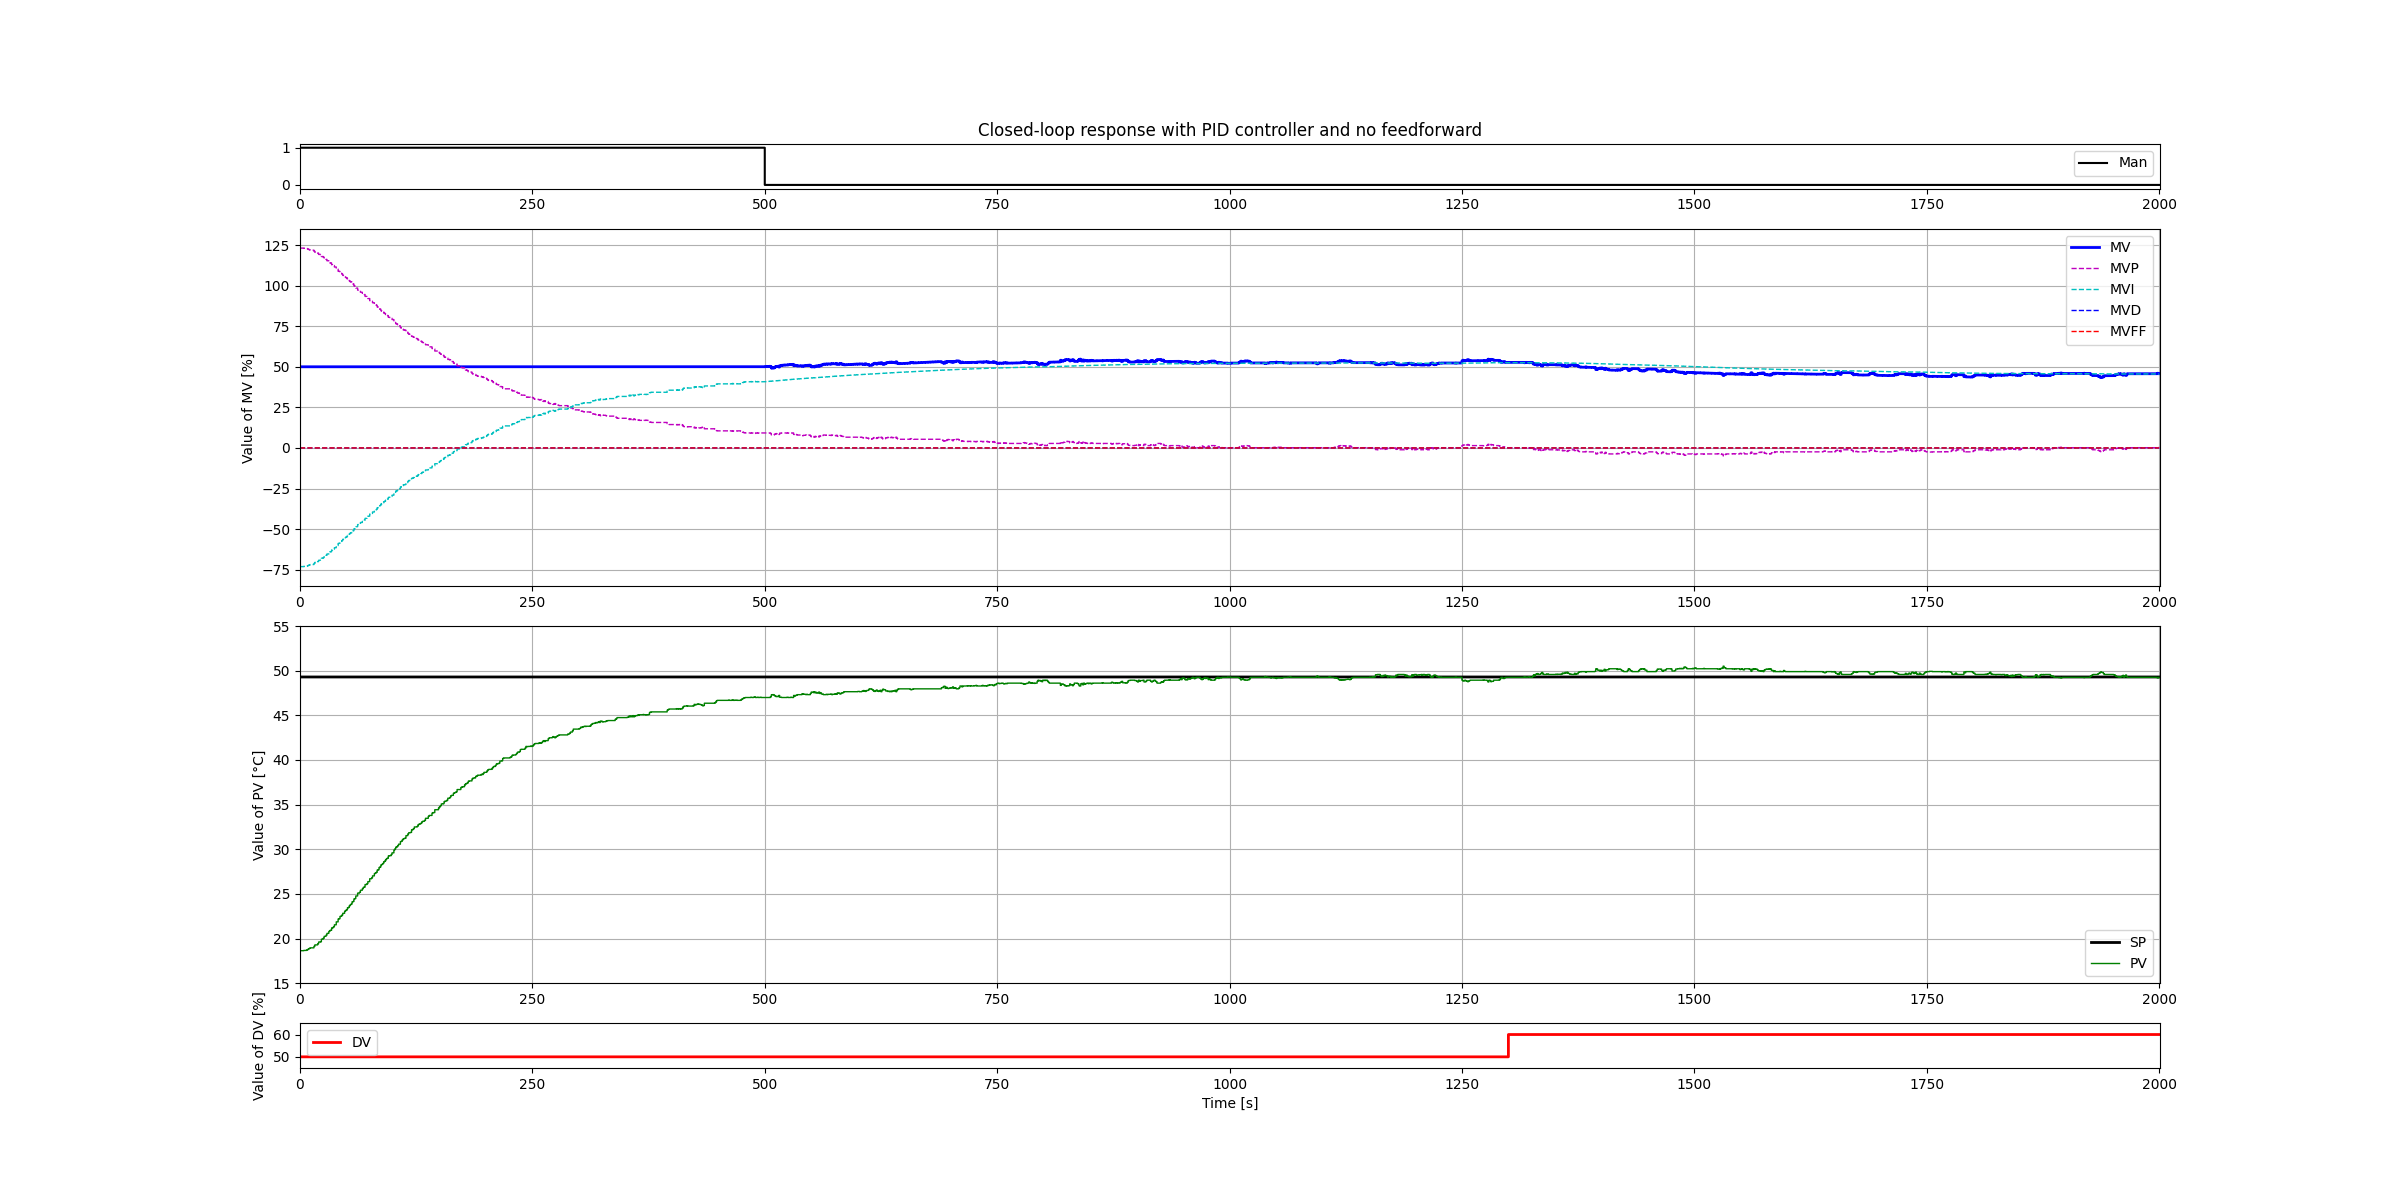 Closed-loop response with PID controller and no feedforward
1
0
Man
0 250 500 750 1000 1250 1500 1750 2000
Value of MV [%]
125
100
75
50
25
0
−25
−50
−75
MV
MVP
MVI
MVD
MVFF
0 250 500 750 1000 1250 1500 1750 2000
Value of PV [°C]
55
50
45
40
35
30
25
20
15
SP
PV
0 250 500 750 1000 1250 1500 1750 2000
Value of DV [%]
60
50
DV
0 250 500 750 1000 1250 1500 1750 2000
Time [s]